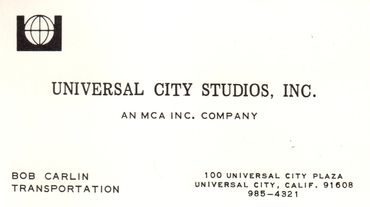 UNIVERSAL CITY STUDIOS, INC.
AN MCA INC. COMPANY
BOB CARLIN
TRANSPORTATION
100 UNIVERSAL CITY PLAZA
UNIVERSAL CITY, CALIF. 91608
985-4321